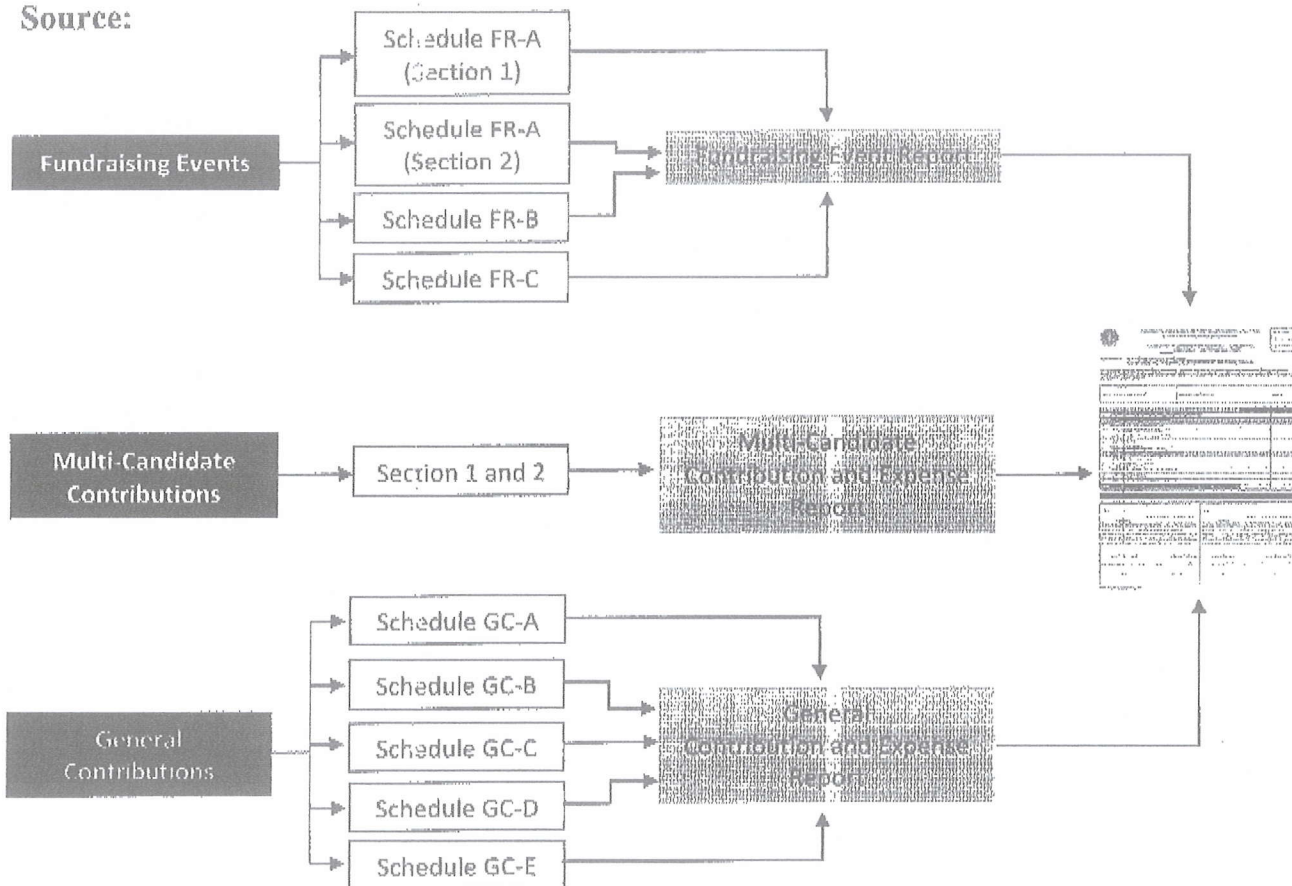 Source:
Fundraising Events
Schedule FR-A
(Section 1)
Schedule FR-A
(Section 2)
Schedule FR-B
Schedule FR-C
Fundraising Event Report
Multi-Candidate
Contributions
Section 1 and 2
Multi-Candidate
Contribution and Expense
Report
General
Contributions
Schedule GC-A
Schedule GC-B
Schedule GC-C
Schedule GC-D
Schedule GC-E
General
Contribution and Expense
Report